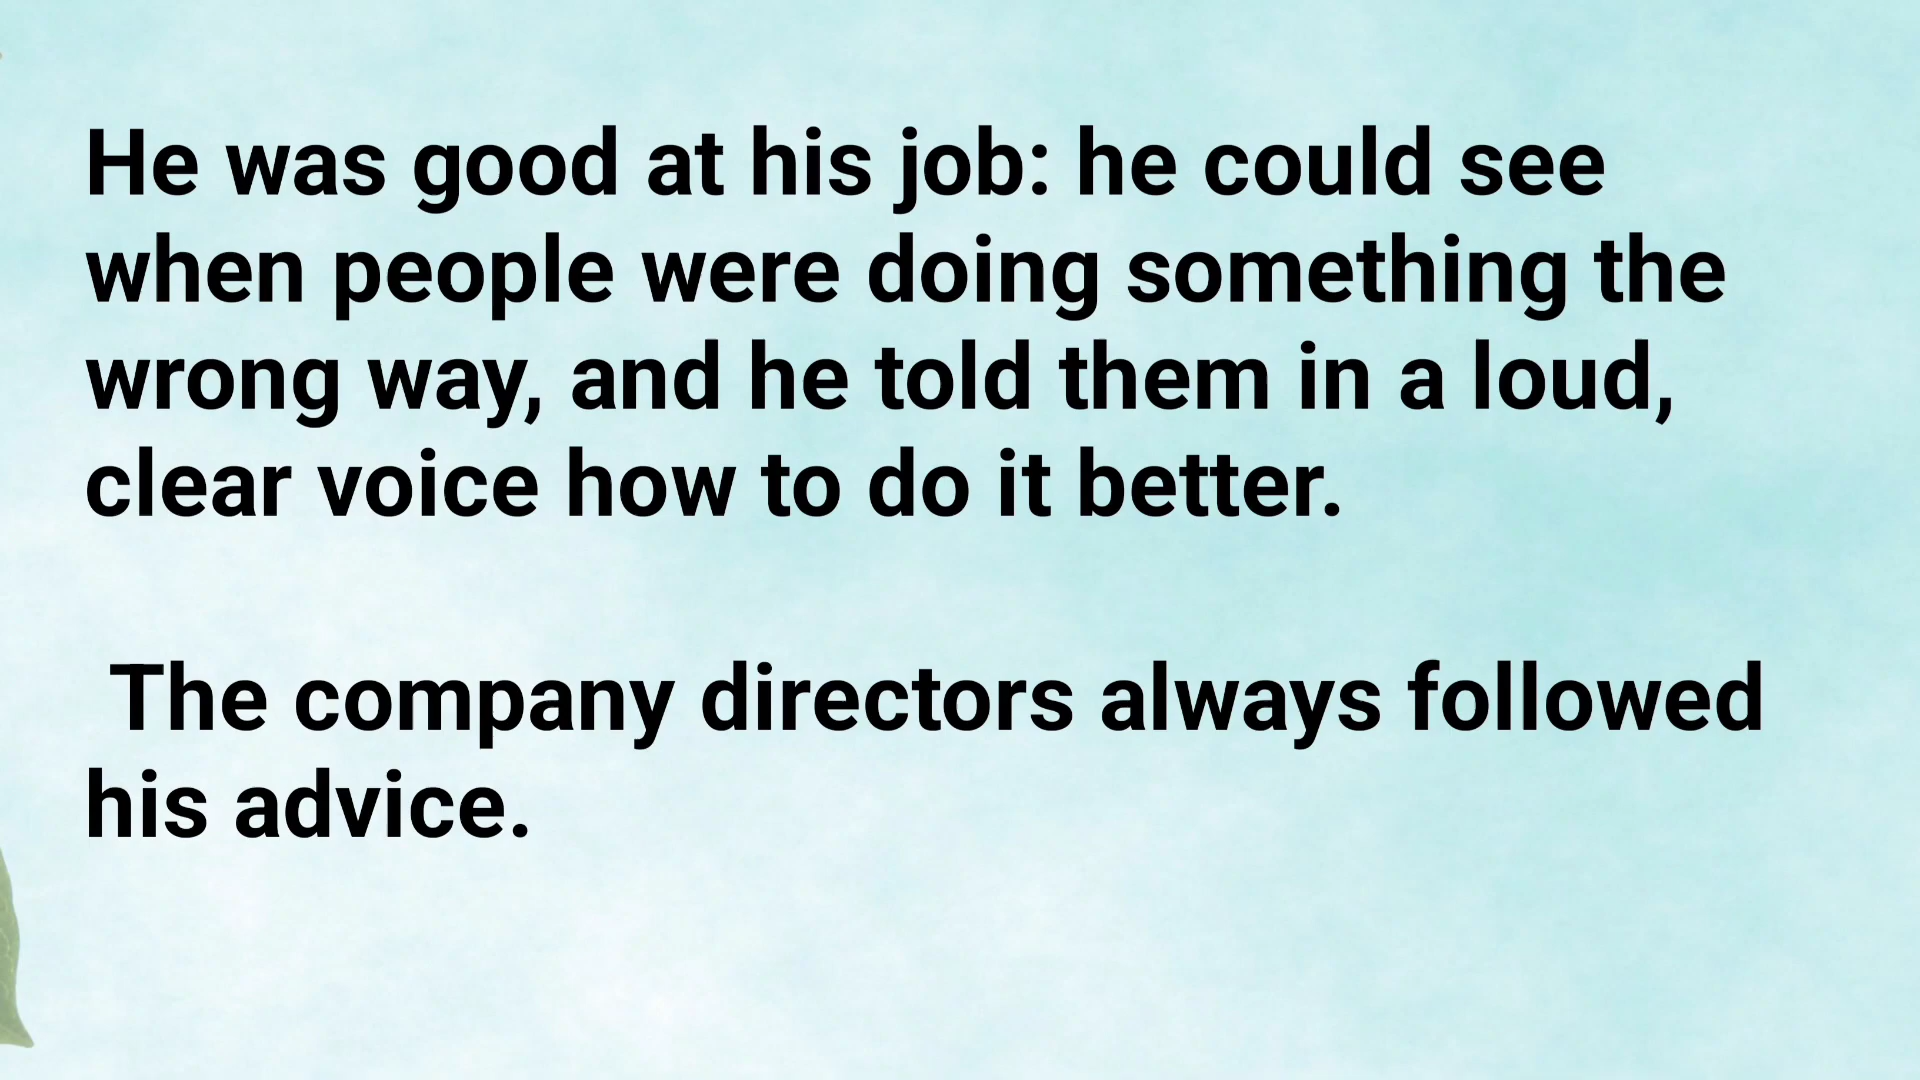 He was good at his job: he could see
when people were doing something the
wrong way, and he told them in a loud,
clear voice how to do it better.
The company directors always followed
his advice.